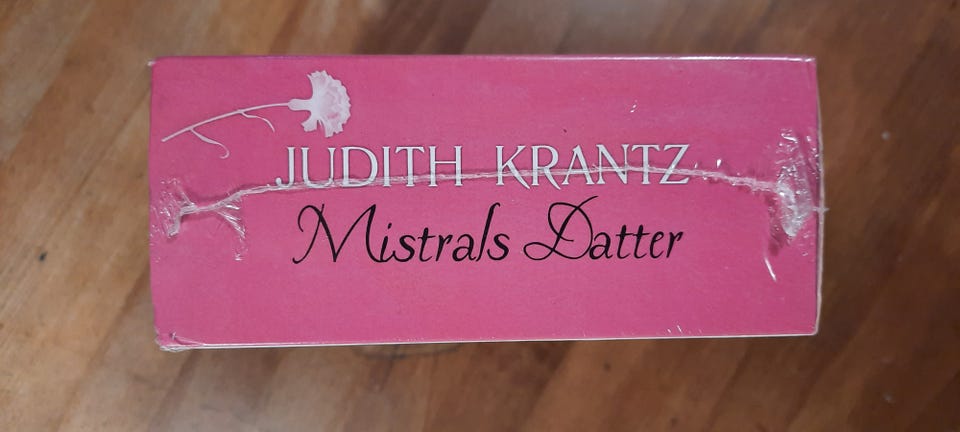 JUDITH KRANTZ
Mistrals Datter